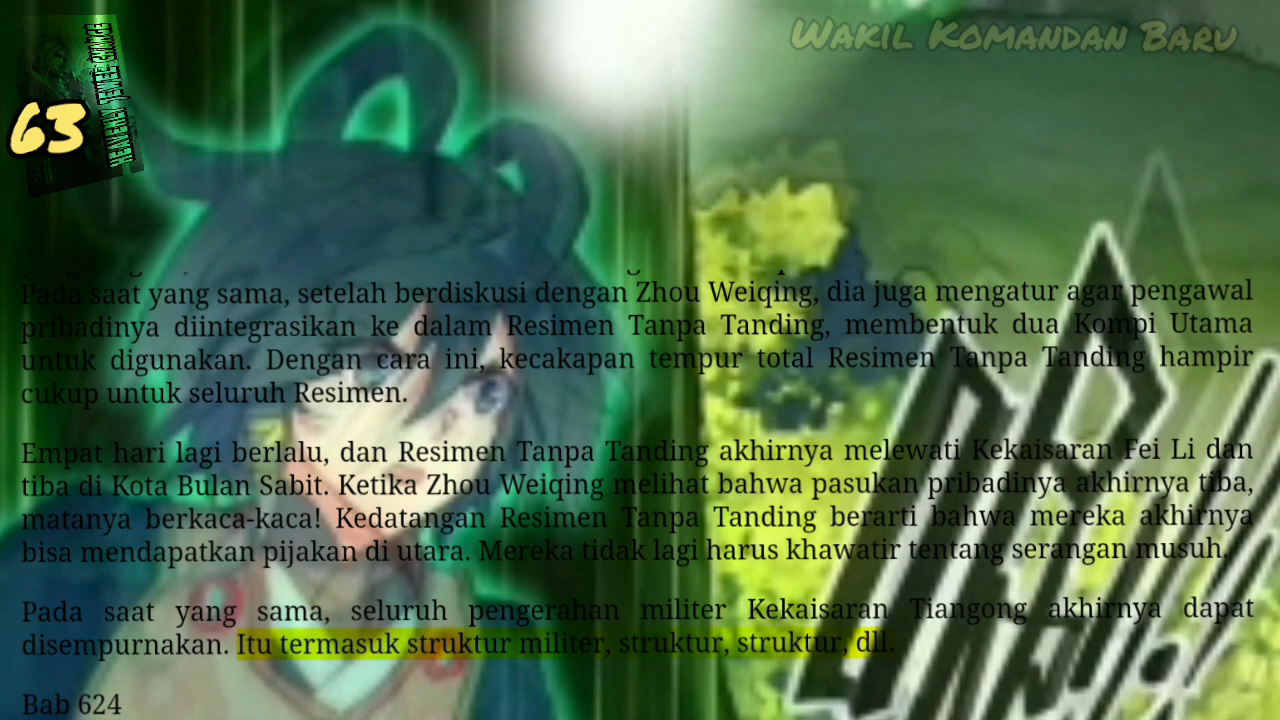 Wakil Komandan Baru
HEAVENLY JEWEL CHANGE
63
Pada saat yang sama, setelah berdiskusi dengan Zhou Weiqing, dia juga mengatur agar pengawal
pribadinya diintegrasikan ke dalam Resimen Tanpa Tanding, membentuk dua Kompi Utama
untuk digunakan. Dengan cara ini, kecakapan tempur total Resimen Tanpa Tanding hampir
cukup untuk seluruh Resimen.
Empat hari lagi berlalu, dan Resimen Tanpa Tanding akhirnya melewati Kekaisaran Fei Li dan
tiba di Kota Bulan Sabit. Ketika Zhou Weiqing melihat bahwa pasukan pribadinya akhirnya tiba,
matanya berkaca-kaca! Kedatangan Resimen Tanpa Tanding berarti bahwa mereka akhirnya
bisa mendapatkan pijakan di utara. Mereka tidak lagi harus khawatir tentang serangan musuh.
Pada saat yang sama, seluruh pengerahan militer Kekaisaran Tiangong akhirnya dapat
disempurnakan. Itu termasuk struktur militer, struktur, struktur, dll.
Bab 624